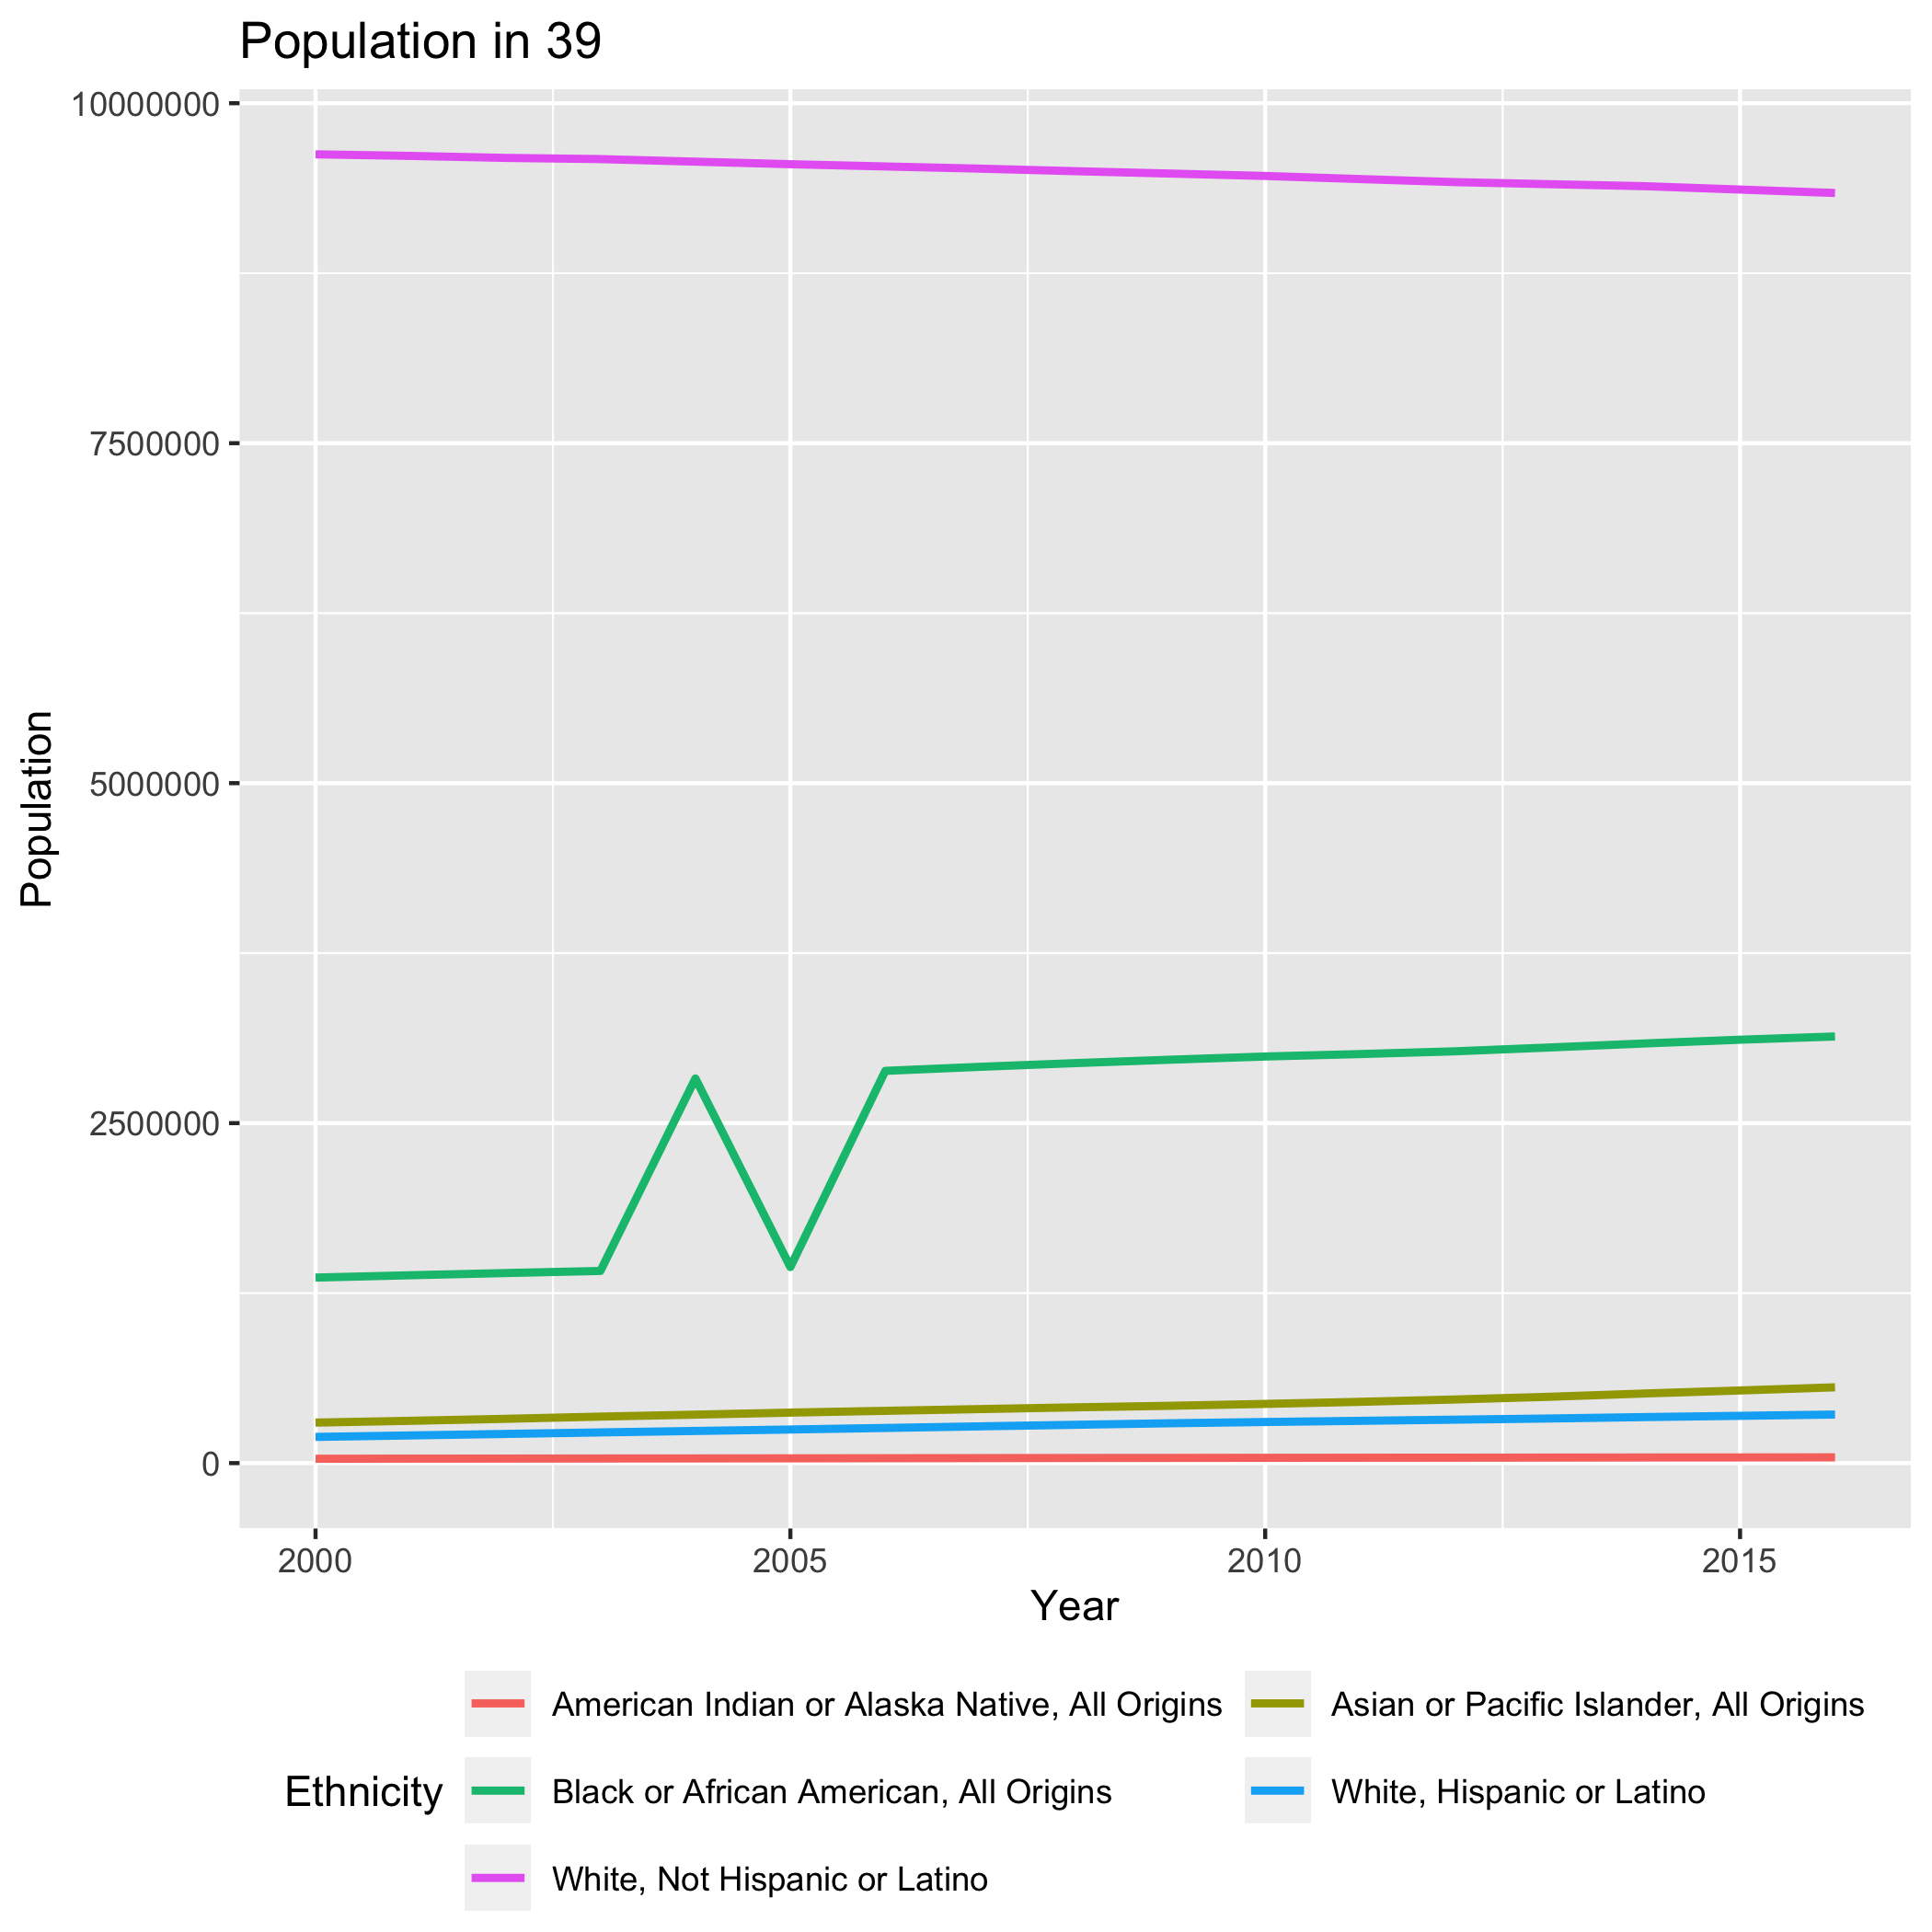 Population in 39
10000000
7500000
5000000
2500000
0
Population
2000 2005 2010 2015
Year
Ethnicity
American Indian or Alaska Native, All Origins
Asian or Pacific Islander, All Origins
Black or African American, All Origins
White, Hispanic or Latino
White, Not Hispanic or Latino